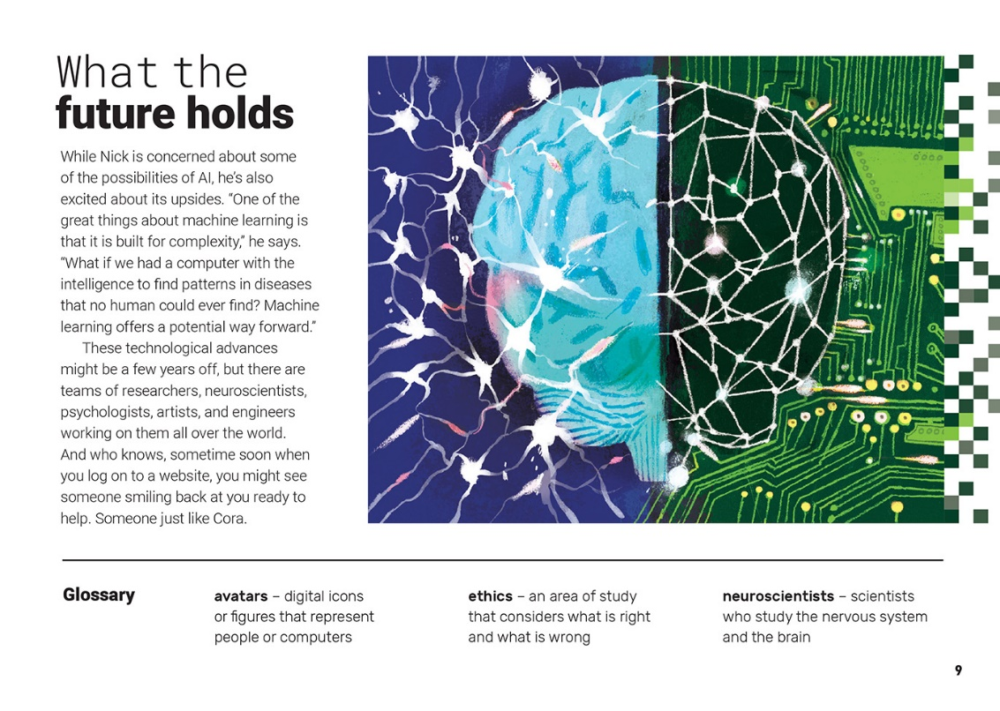 What the
future holds
While Nick is concerned about some
of the possibilities of AI, he’s also
excited about its upsides. “One of the
great things about machine learning is
that it is built for complexity,” he says.
“What if we had a computer with the
intelligence to find patterns in diseases
that no human could ever find? Machine
learning offers a potential way forward.”
These technological advances
might be a few years off, but there are
teams of researchers, neuroscientists,
psychologists, artists, and engineers
working on them all over the world.
And who knows, sometime soon when
you log on to a website, you might see
someone smiling back at you ready to
help. Someone just like Cora.
Glossary
avatars – digital icons
or figures that represent
people or computers
ethics – an area of study
that considers what is right
and what is wrong
neuroscientists – scientists
who study the nervous system
and the brain
9